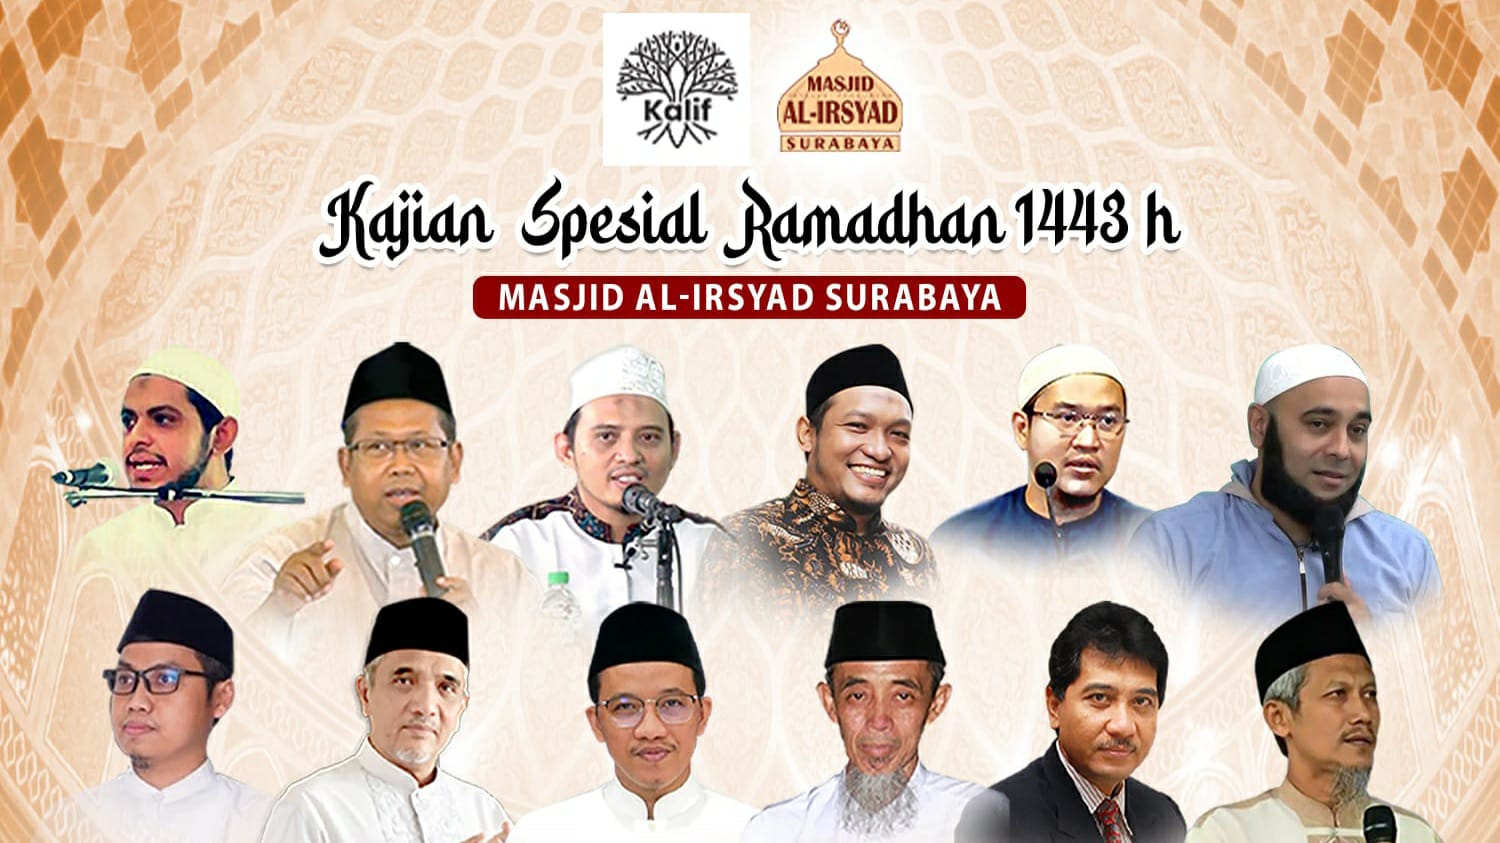 Kalif
MASJID
AL-IRSYAD
SURABAYA
Kajian Spesial Ramadhan 1443 h
MASJID AL-IRSYAD SURABAYA